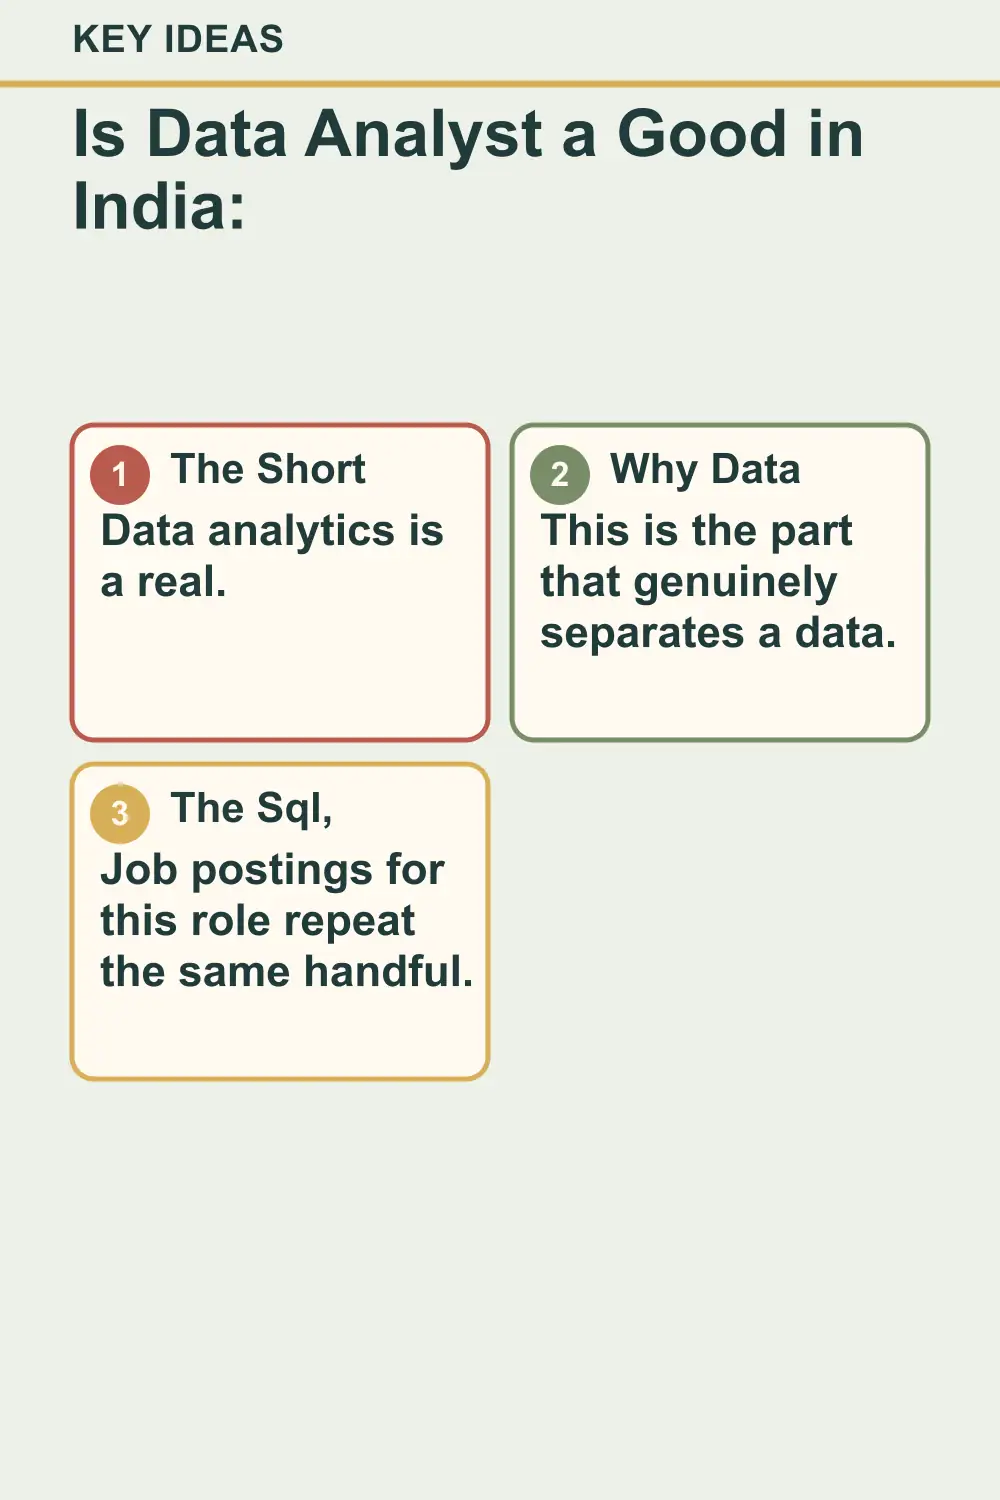 KEY IDEAS
Is Data Analyst a Good in
India:
1 The Short
Data analytics is
a real.
2 Why Data
This is the part
that genuinely
separates a data.
3 The Sql,
Job postings for
this role repeat
the same handful.